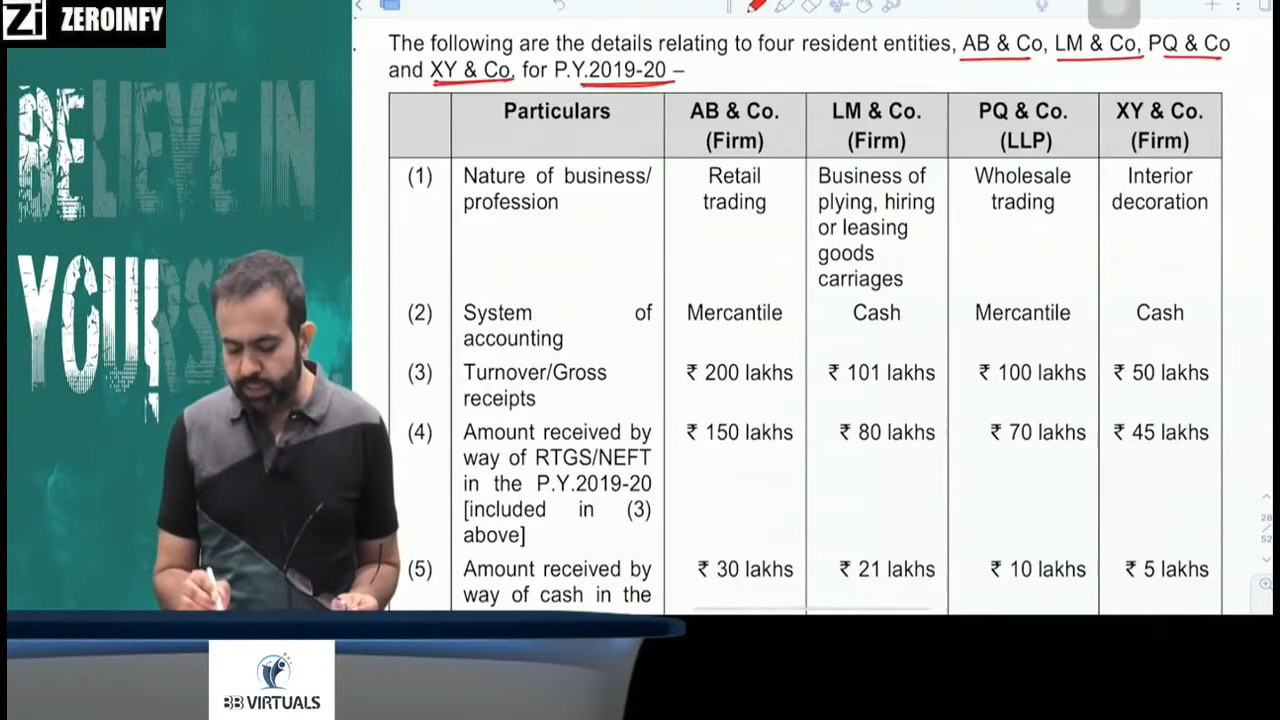 Zi ZEROINFY
BELIEVE IN
YOURSE
The following are the details relating to four resident entities, AB & Co, LM & Co, PQ & Co
and XY & Co, for P.Y.2019-20 –
Particulars AB & Co. (Firm) LM & Co. (Firm) PQ & Co. (LLP) XY & Co. (Firm)
(1) Nature of business/ profession Retail trading Business of plying, hiring or leasing goods carriages Wholesale trading Interior decoration
(2) System of accounting Mercantile Cash Mercantile Cash
(3) Turnover/Gross receipts ₹ 200 lakhs ₹ 101 lakhs ₹ 100 lakhs ₹ 50 lakhs
(4) Amount received by way of RTGS/NEFT in the P.Y.2019-20 [included in (3) above] ₹ 150 lakhs ₹ 80 lakhs ₹ 70 lakhs ₹ 45 lakhs
(5) Amount received by way of cash in the ₹ 30 lakhs ₹ 21 lakhs ₹ 10 lakhs ₹ 5 lakhs
28
52
BB VIRTUALS